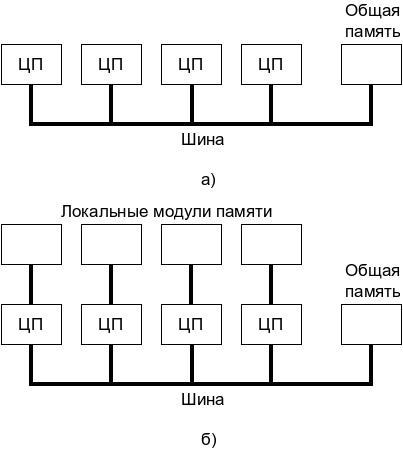 Общая
память
ЦП ЦП ЦП ЦП
Шина
а)
Локальные модули памяти
Общая
память
ЦП ЦП ЦП ЦП
Шина
б)